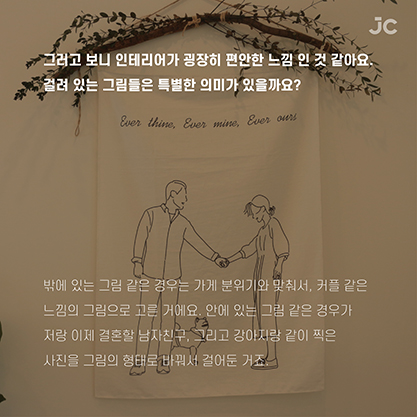 JC
그러고 보니 인테리어가 굉장히 편안한 느낌 인 것 같아요.
걸려 있는 그림들은 특별한 의미가 있을까요?
Ever thine, Ever mine, Ever ours
밖에 있는 그림 같은 경우는 가게 분위기와 맞춰서, 커플 같은
느낌의 그림으로 고른 거에요. 안에 있는 그림 같은 경우가
저랑 이제 결혼할 남자친구, 그리고 강아지랑 같이 찍은
사진을 그림의 형태로 바꿔서 걸어둔 거죠.